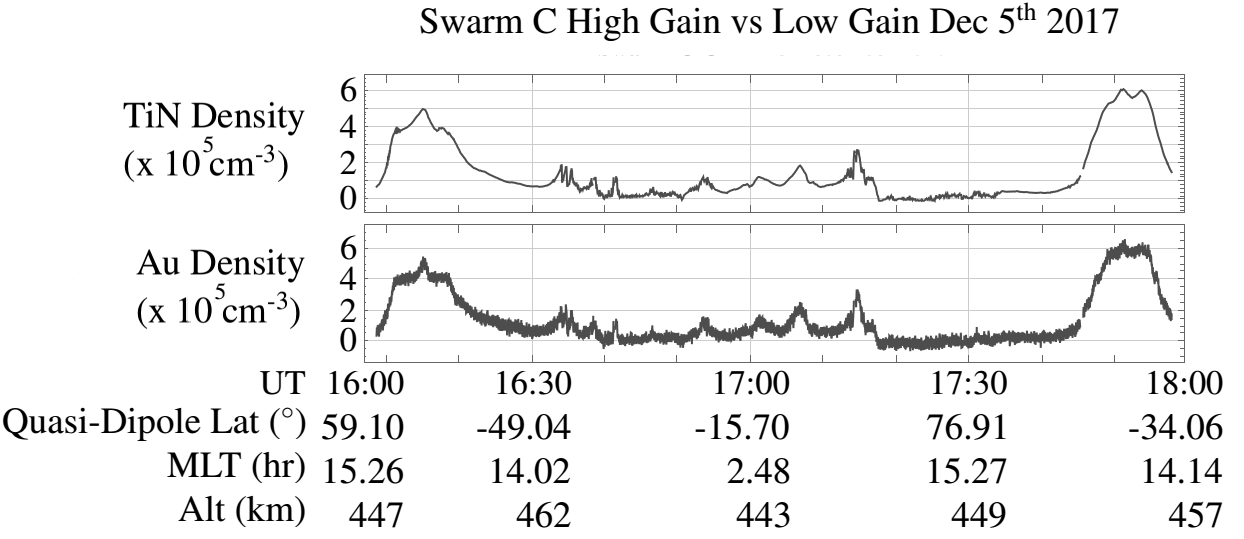 Swarm C High Gain vs Low Gain Dec 5th 2017
TiN Density
(x 10^5cm^-3)
6
4
2
0
Au Density
(x 10^5cm^-3)
6
4
2
0
UT 16:00 16:30 17:00 17:30 18:00
Quasi-Dipole Lat (°) 59.10 -49.04 -15.70 76.91 -34.06
MLT (hr) 15.26 14.02 2.48 15.27 14.14
Alt (km) 447 462 443 449 457